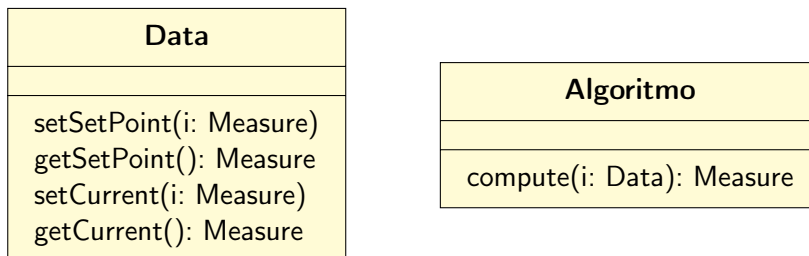 Data
setSetPoint(i: Measure)
getSetPoint(): Measure
setCurrent(i: Measure)
getCurrent(): Measure
Algoritmo
compute(i: Data): Measure